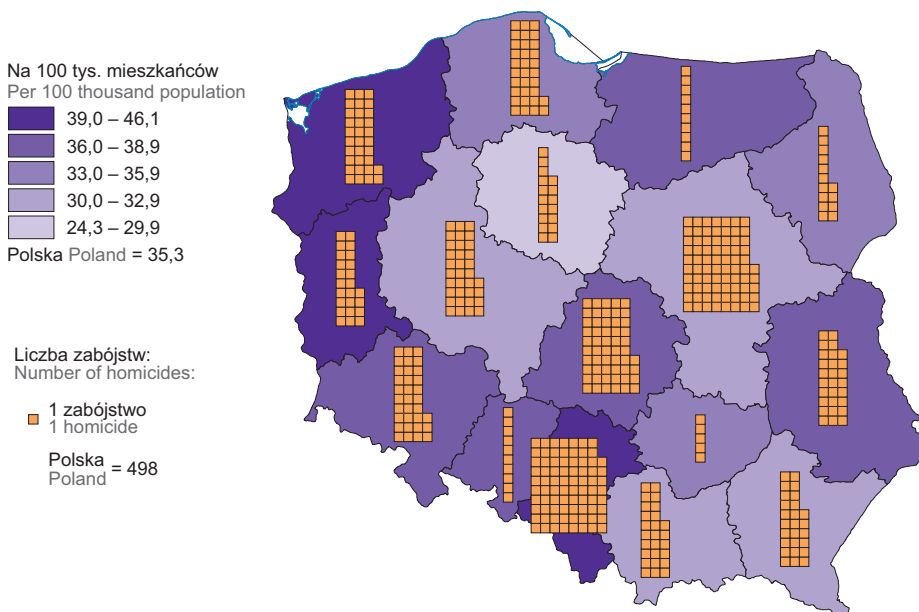 Na 100 tys. mieszkańców
Per 100 thousand population
39,0 – 46,1
36,0 – 38,9
33,0 – 35,9
30,0 – 32,9
24,3 – 29,9
Polska Poland = 35,3
Liczba zabójstw:
Number of homicides:
1 zabójstwo
1 homicide
Polska
Poland = 498